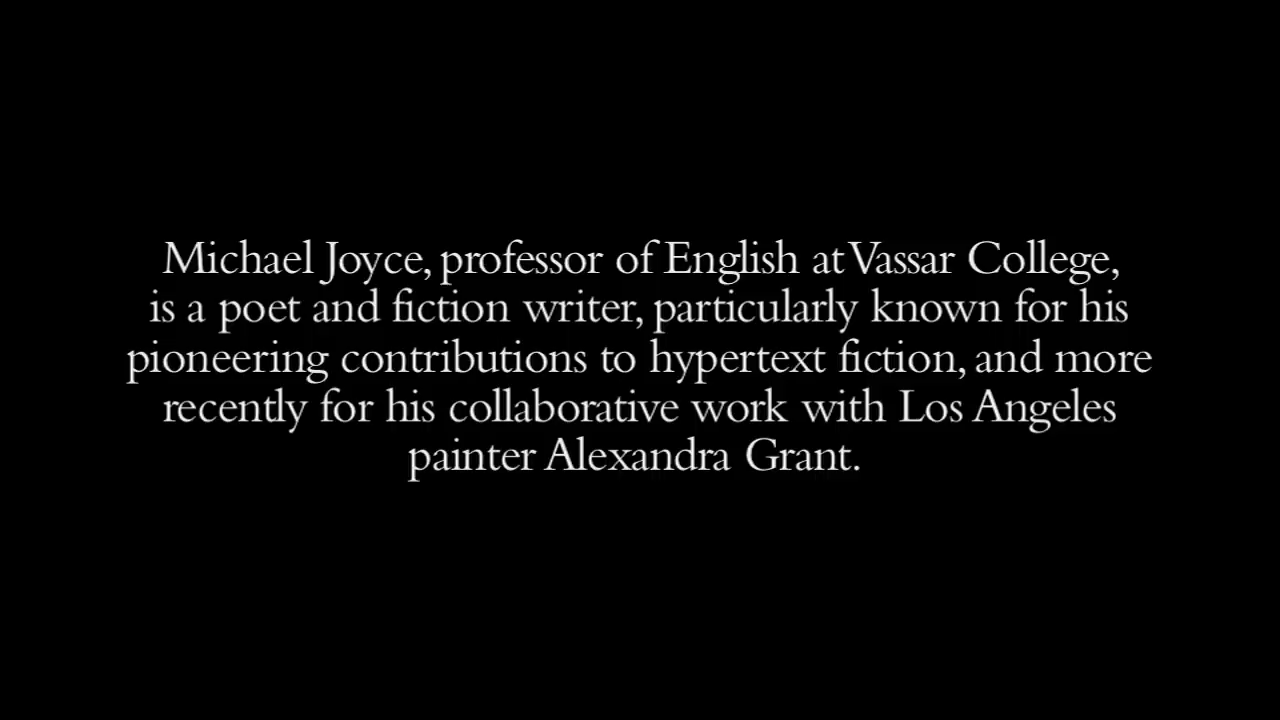 Michael Joyce, professor of English at Vassar College,
is a poet and fiction writer, particularly known for his
pioneering contributions to hypertext fiction, and more
recently for his collaborative work with Los Angeles
painter Alexandra Grant.